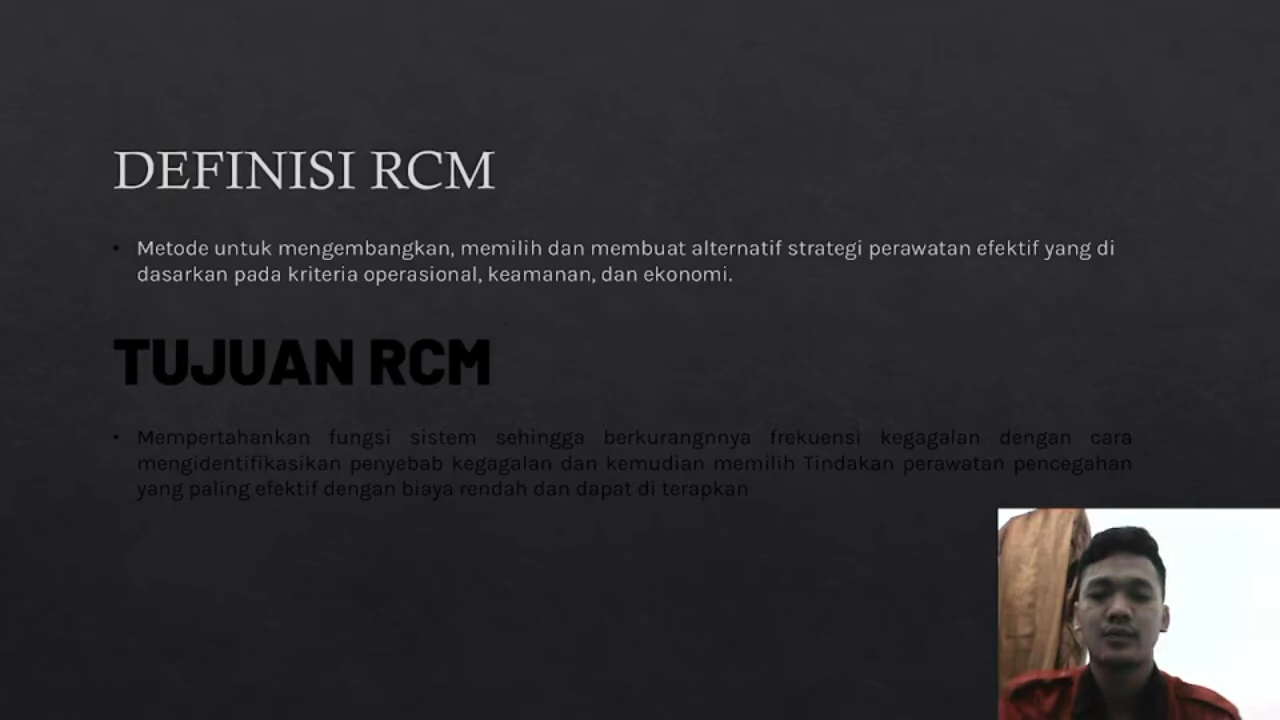 DEFINISI RCM
• Metode untuk mengembangkan, memilih dan membuat alternatif strategi perawatan efektif yang di
dasarkan pada kriteria operasional, keamanan, dan ekonomi.
TUJUAN RCM
• Mempertahankan fungsi sistem sehingga berkurangnnya frekuensi kegagalan dengan cara
mengidentifikasikan penyebab kegagalan dan kemudian memilih Tindakan perawatan pencegahan
yang paling efektif dengan biaya rendah dan dapat di terapkan